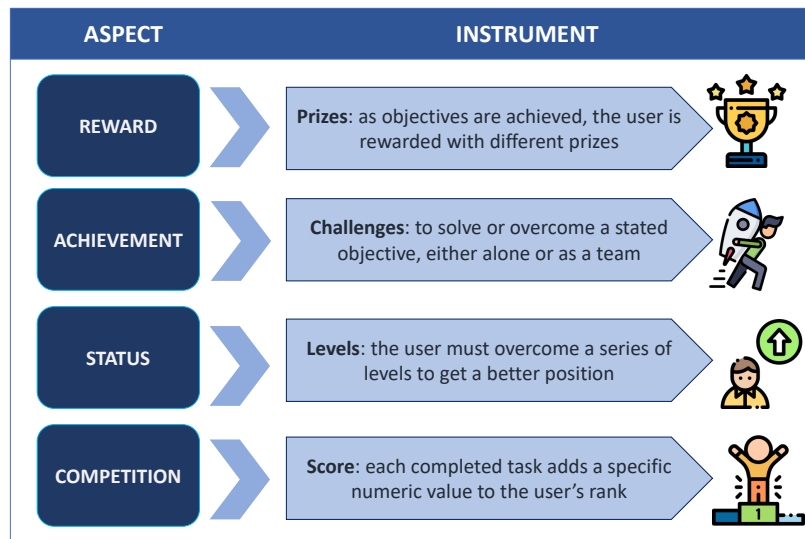 ASPECT INSTRUMENT
REWARD
Prizes: as objectives are achieved, the user is
rewarded with different prizes
ACHIEVEMENT
Challenges: to solve or overcome a stated
objective, either alone or as a team
STATUS
Levels: the user must overcome a series of
levels to get a better position
COMPETITION
Score: each completed task adds a specific
numeric value to the user’s rank
1